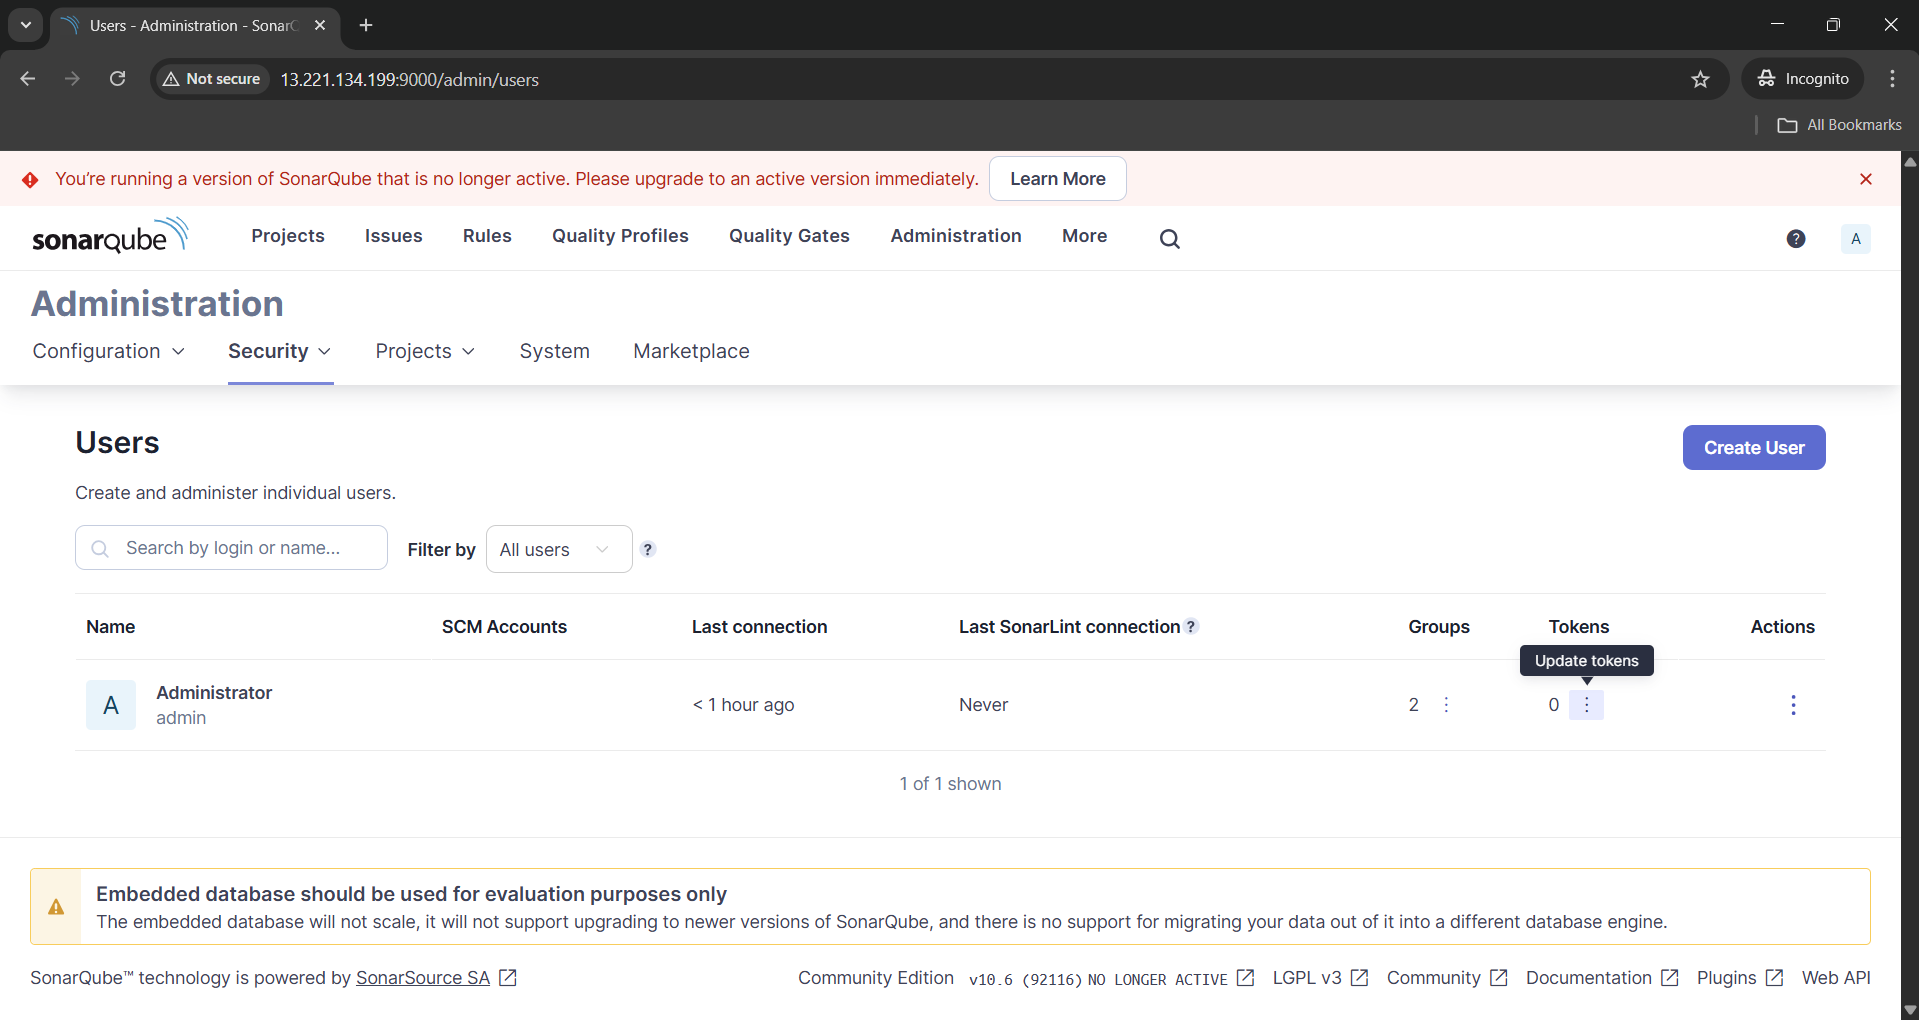 Users - Administration - Sonar
Not secure
13.221.134.199:9000/admin/users
Incognito
All Bookmarks
You're running a version of SonarQube that is no longer active. Please upgrade to an active version immediately.
Learn More
sonarqube
Projects
Issues
Rules
Quality Profiles
Quality Gates
Administration
More
?
A
Administration
Configuration
Security
Projects
System
Marketplace
Users
Create User
Create and administer individual users.
Search by login or name...
Filter by
All users
?
Name
SCM Accounts
Last connection
Last SonarLint connection ?
Groups
Tokens
Actions
Update tokens
A
Administrator
admin
< 1 hour ago
Never
2
0
1 of 1 shown
Embedded database should be used for evaluation purposes only
The embedded database will not scale, it will not support upgrading to newer versions of SonarQube, and there is no support for migrating your data out of it into a different database engine.
SonarQube™ technology is powered by SonarSource SA
Community Edition
v10.6 (92116) NO LONGER ACTIVE
LGPL v3
Community
Documentation
Plugins
Web API